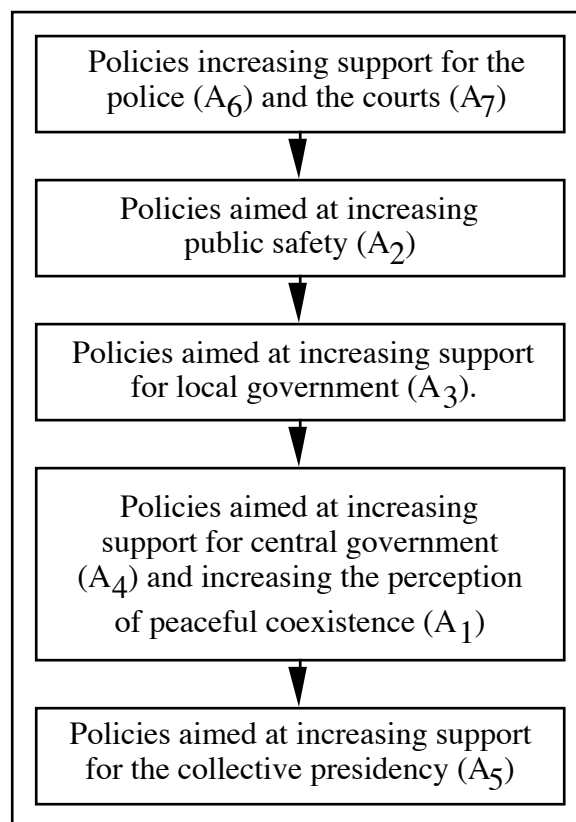 Policies increasing support for the
police (A6) and the courts (A7)
Policies aimed at increasing
public safety (A2)
Policies aimed at increasing support
for local government (A3).
Policies aimed at increasing
support for central government
(A4) and increasing the perception
of peaceful coexistence (A1)
Policies aimed at increasing support
for the collective presidency (A5)